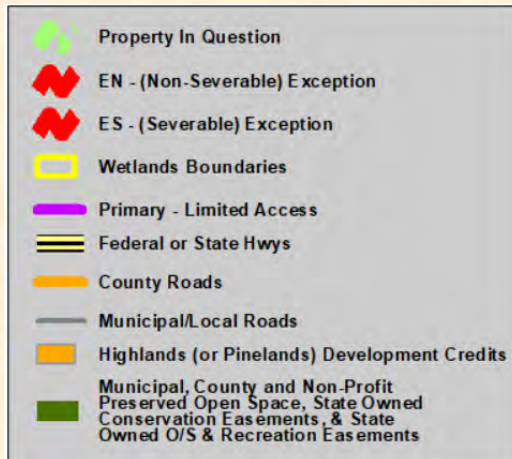 Property In Question
EN - (Non-Severable) Exception
ES - (Severable) Exception
Wetlands Boundaries
Primary - Limited Access
Federal or State Hwys
County Roads
Municipal/Local Roads
Highlands (or Pinelands) Development Credits
Municipal, County and Non-Profit
Preserved Open Space, State Owned
Conservation Easements, & State
Owned O/S & Recreation Easements